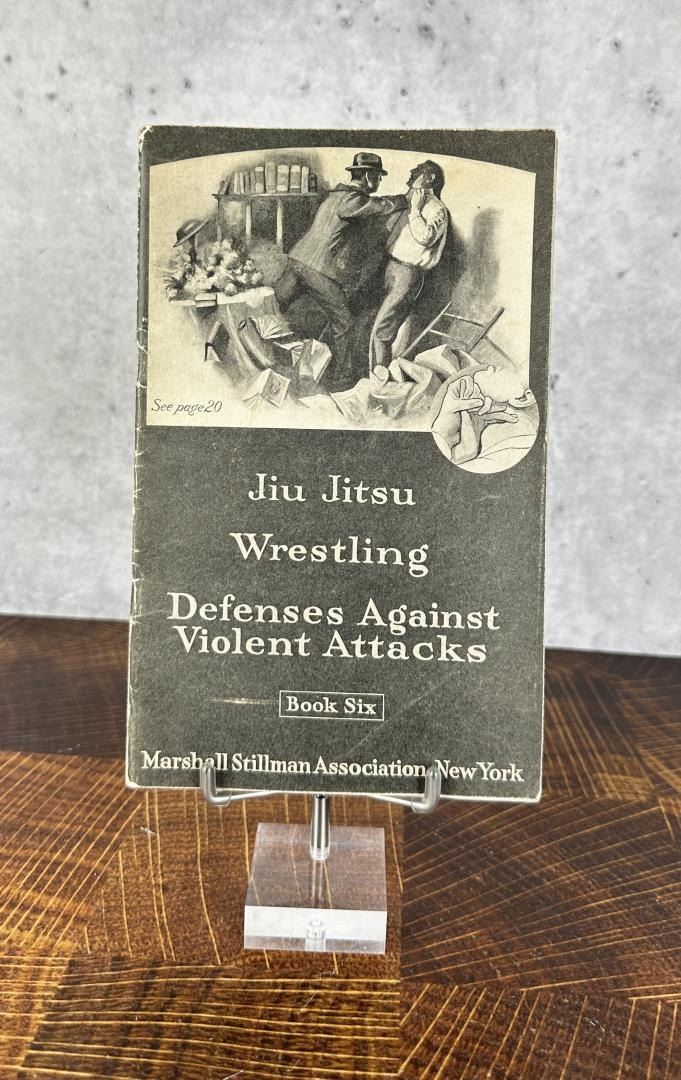 See page 20
Jiu Jitsu
Wrestling
Defenses Against
Violent Attacks
Book Six
Marshall Stillman Association, New York